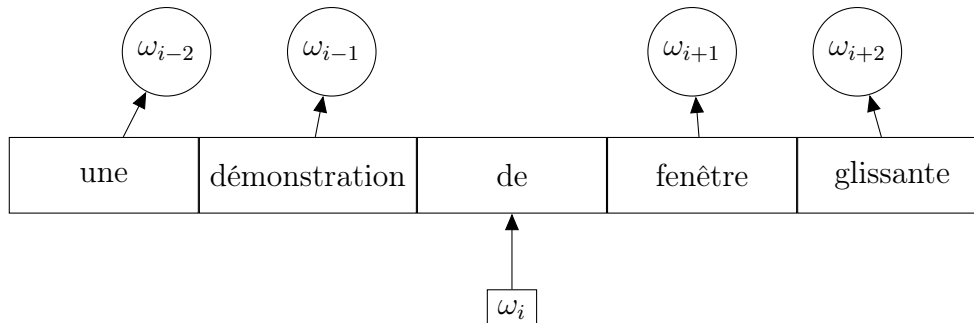 ω_{i−2} ω_{i−1} ω_{i+1} ω_{i+2}
une démonstration de fenêtre glissante
ω_i